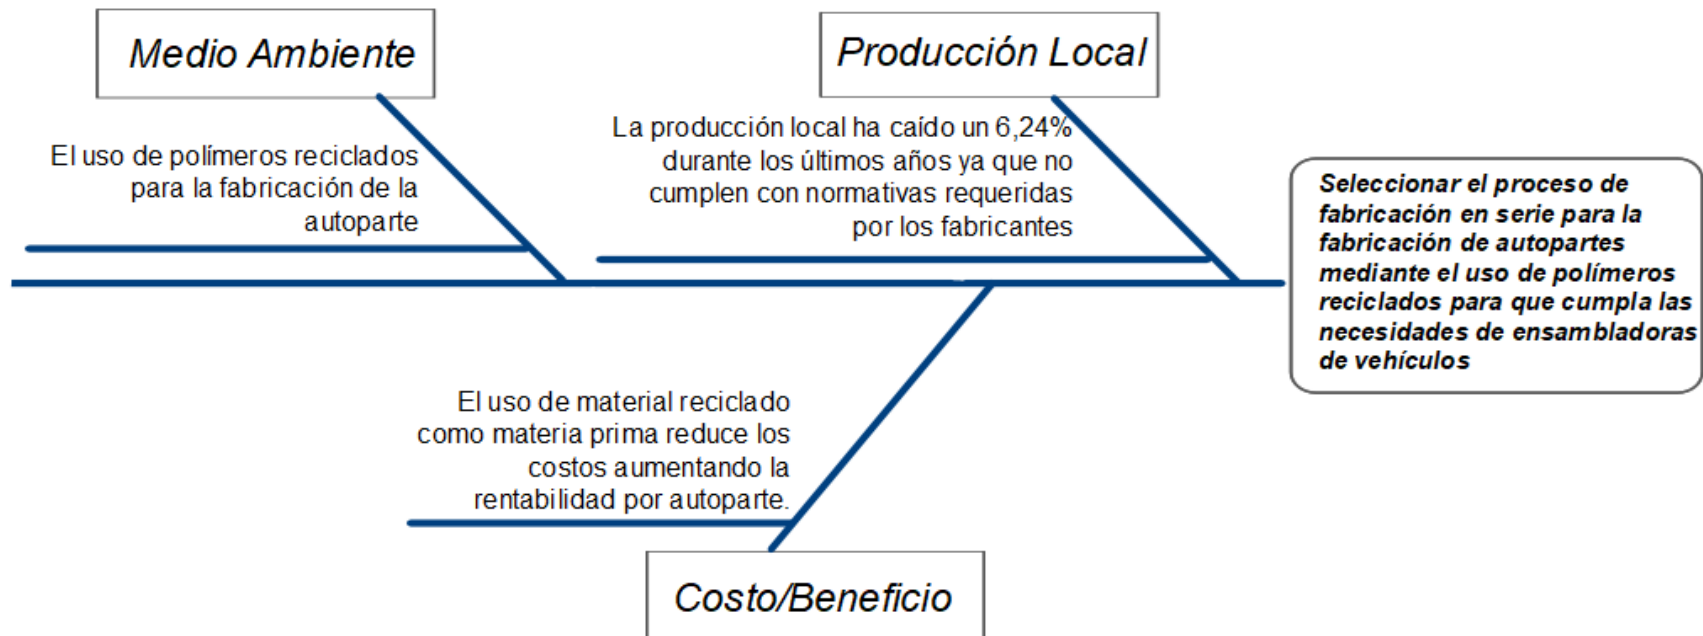 Medio Ambiente
El uso de polímeros reciclados
para la fabricación de la
autoparte
Producción Local
La producción local ha caído un 6,24%
durante los últimos años ya que no
cumplen con normativas requeridas
por los fabricantes
El uso de material reciclado
como materia prima reduce los
costos aumentando la
rentabilidad por autoparte.
Costo/Beneficio
Seleccionar el proceso de
fabricación en serie para la
fabricación de autopartes
mediante el uso de polímeros
reciclados para que cumpla las
necesidades de ensambladoras
de vehículos